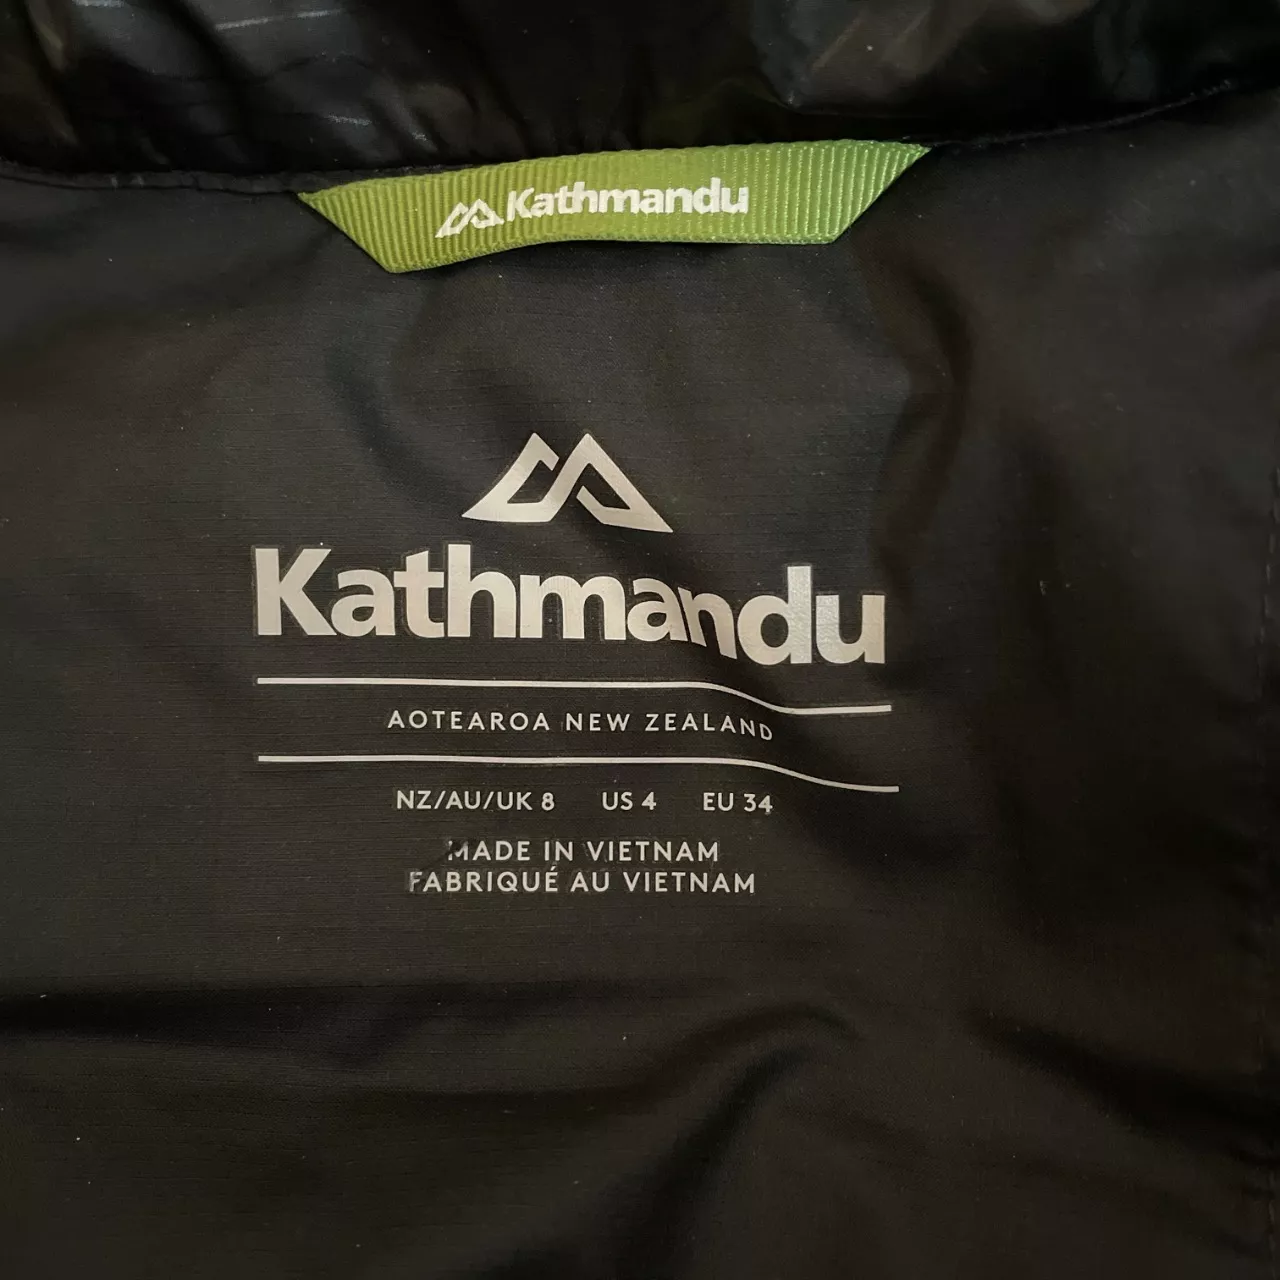 Kathmandu
Kathmandu
AOTEAROA NEW ZEALAND
NZ/AU/UK 8 US 4 EU 34
MADE IN VIETNAM
FABRIQUÉ AU VIETNAM